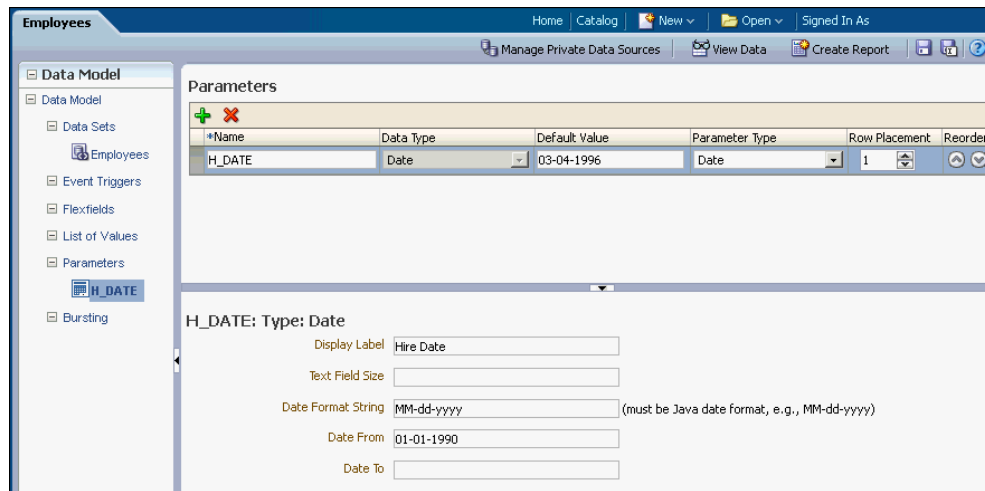 Employees
Home Catalog New Open Signed In As
Manage Private Data Sources View Data Create Report
Data Model
Data Model
Data Sets
Employees
Event Triggers
Flexfields
List of Values
Parameters
H_DATE
Bursting
Parameters
*Name Data Type Default Value Parameter Type Row Placement Reorder
H_DATE Date 03-04-1996 Date 1
H_DATE: Type: Date
Display Label Hire Date
Text Field Size
Date Format String MM-dd-yyyy (must be Java date format, e.g., MM-dd-yyyy)
Date From 01-01-1990
Date To